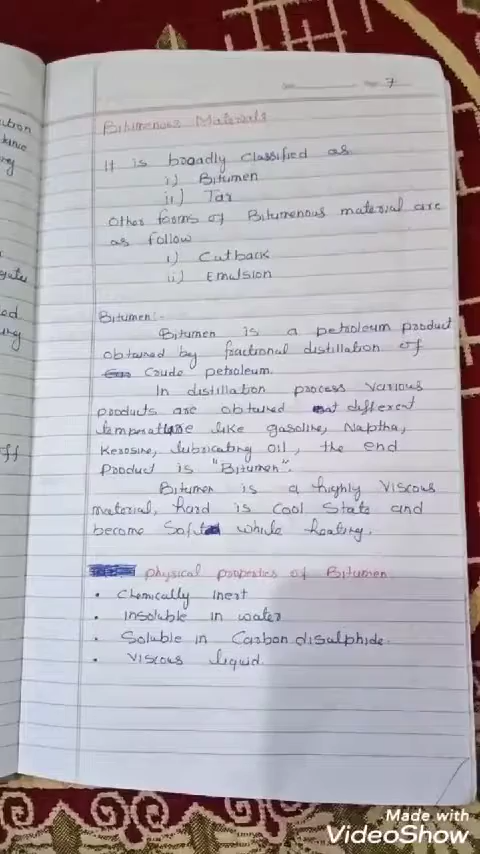 7
Bitumenous Materials
It is broadly classified as
i) Bitumen
ii) Tar
Other forms of Bitumenous material are
as follow
i) Cutback
ii) Emulsion
Bitumen:-
Bitumen is a petroleum product
obtained by fractional distillation of
Crude petroleum.
In distillation process various
products are obtained at different
temperature like gasoline, Naptha,
Kerosine, lubricating oil, the end
Product is "Bitumen".
Bitumen is a highly Viscous
material, hard is Cool State and
become Soft while heating.
physical properties of Bitumen
• Chemically inert
• Insoluble in water
• Soluble in Carbon disulphide.
• Viscous liquid.
Made with
VideoShow